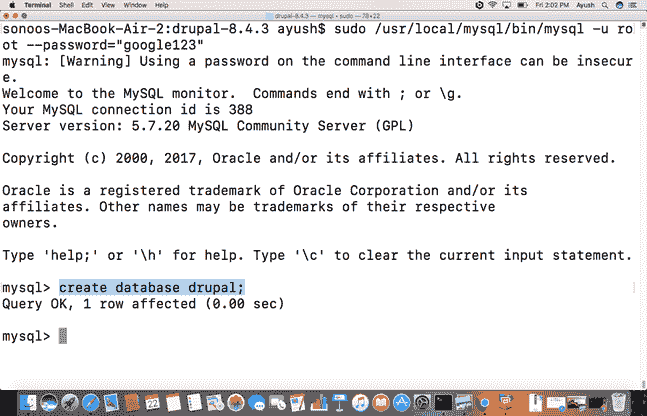 Terminal Shell Edit View Window Help
Fri 2:02 PM Ayush
drupal-8.4.3 — mysql • sudo — 78×22
sonoos-MacBook-Air-2:drupal-8.4.3 ayush$ sudo /usr/local/mysql/bin/mysql -u ro
ot --password="google123"
mysql: [Warning] Using a password on the command line interface can be insecur
e.
Welcome to the MySQL monitor.  Commands end with ; or \g.
Your MySQL connection id is 388
Server version: 5.7.20 MySQL Community Server (GPL)
Copyright (c) 2000, 2017, Oracle and/or its affiliates. All rights reserved.
Oracle is a registered trademark of Oracle Corporation and/or its
affiliates. Other names may be trademarks of their respective
owners.
Type 'help;' or '\h' for help. Type '\c' to clear the current input statement.
mysql> create database drupal;
Query OK, 1 row affected (0.00 sec)
mysql>